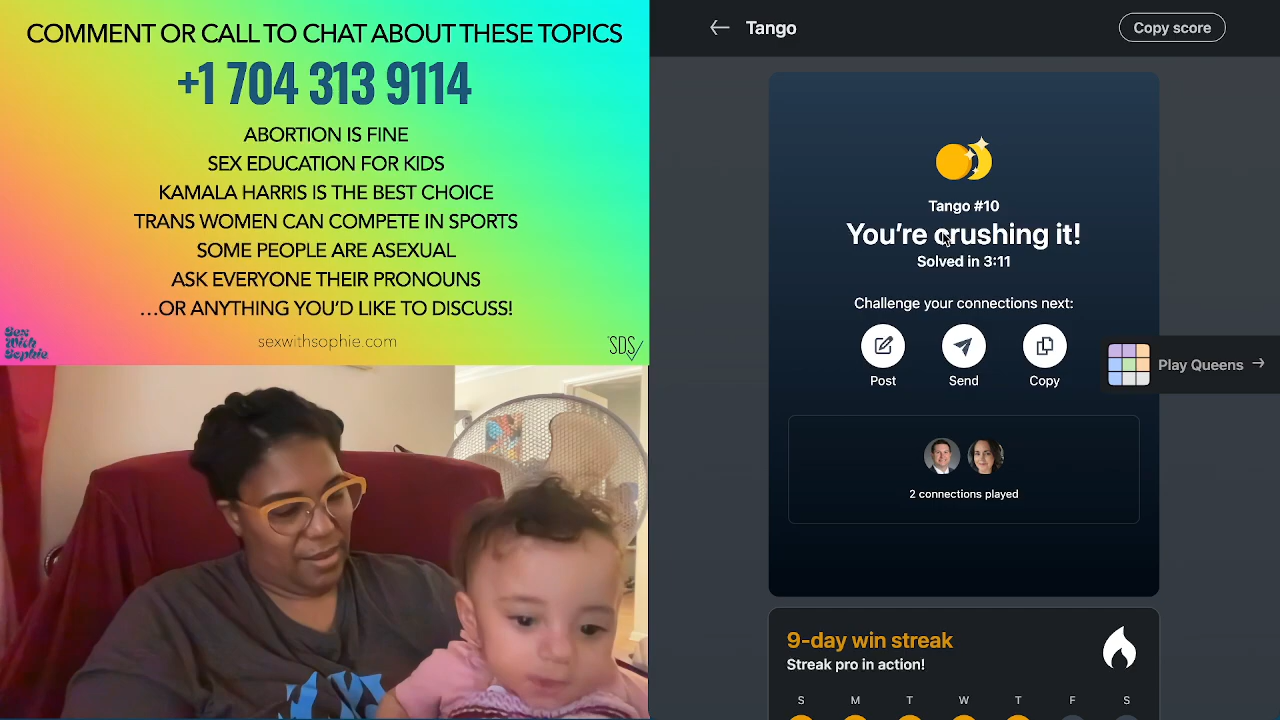 COMMENT OR CALL TO CHAT ABOUT THESE TOPICS
+1 704 313 9114
ABORTION IS FINE
SEX EDUCATION FOR KIDS
KAMALA HARRIS IS THE BEST CHOICE
TRANS WOMEN CAN COMPETE IN SPORTS
SOME PEOPLE ARE ASEXUAL
ASK EVERYONE THEIR PRONOUNS
...OR ANYTHING YOU'D LIKE TO DISCUSS!
sexwithsophie.com
Sex
With
Sophie
SDS
Tango
Copy score
Tango #10
You're crushing it!
Solved in 3:11
Challenge your connections next:
Post
Send
Copy
Play Queens
2 connections played
9-day win streak
Streak pro in action!
S M T W T F S